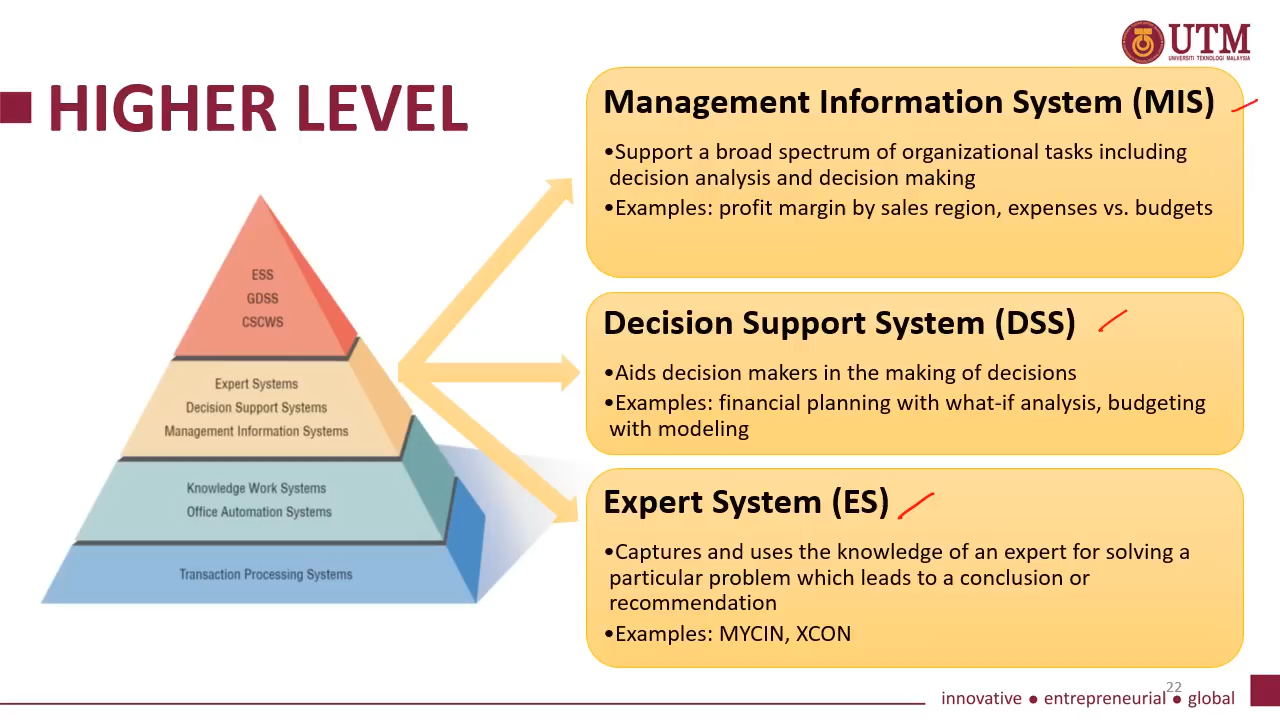 UTM
UNIVERSITI TEKNOLOGI MALAYSIA
HIGHER LEVEL
ESS
GDSS
CSCWS
Expert Systems
Decision Support Systems
Management Information Systems
Knowledge Work Systems
Office Automation Systems
Transaction Processing Systems
Management Information System (MIS)
•Support a broad spectrum of organizational tasks including
decision analysis and decision making
•Examples: profit margin by sales region, expenses vs. budgets
Decision Support System (DSS)
•Aids decision makers in the making of decisions
•Examples: financial planning with what-if analysis, budgeting
with modeling
Expert System (ES)
•Captures and uses the knowledge of an expert for solving a
particular problem which leads to a conclusion or
recommendation
•Examples: MYCIN, XCON
22
innovative ● entrepreneurial ● global